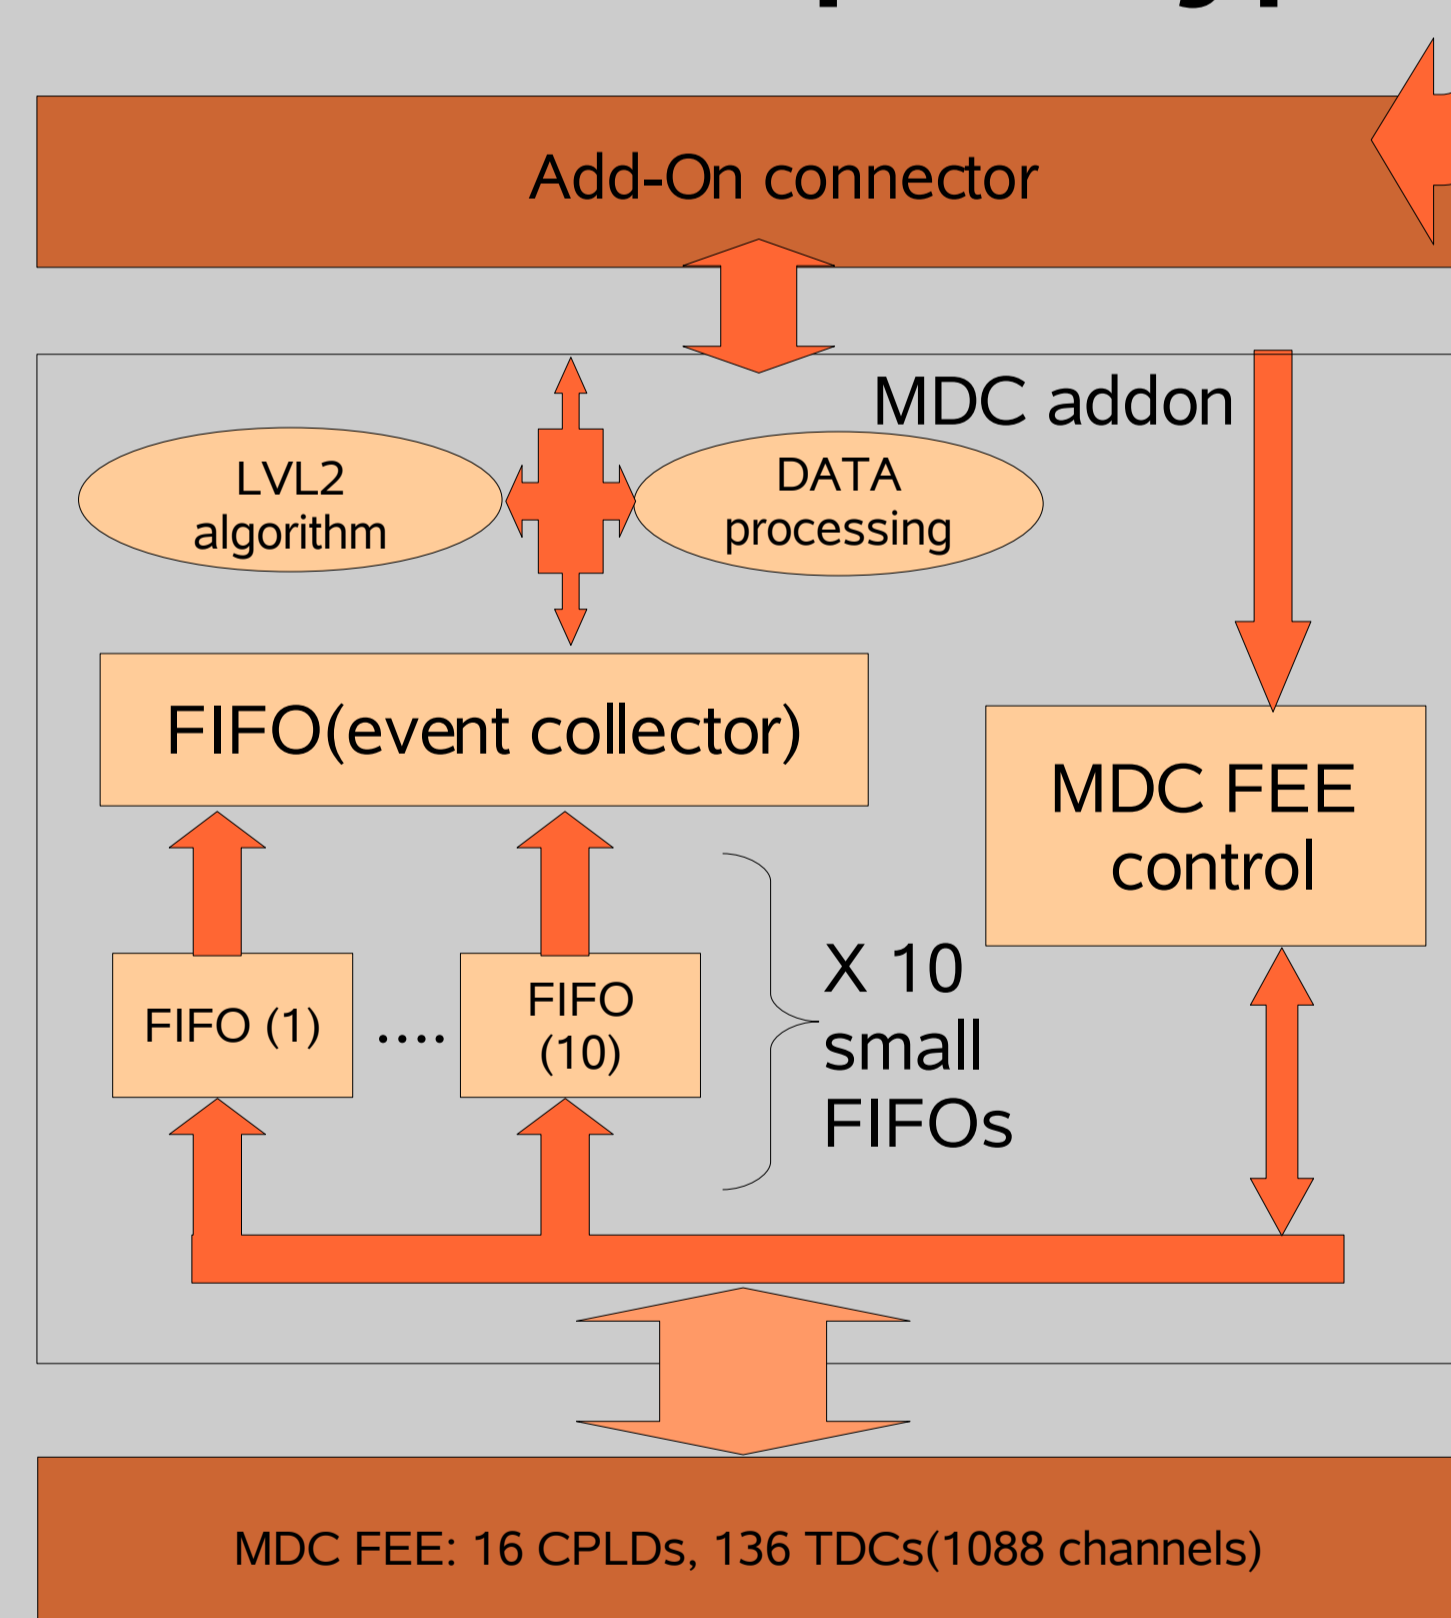 Add-On connector
MDC addon
LVL2
algorithm
DATA
processing
FIFO(event collector)
MDC FEE
control
FIFO (1)
....
FIFO
(10)
X 10
small
FIFOs
MDC FEE: 16 CPLDs, 136 TDCs(1088 channels)